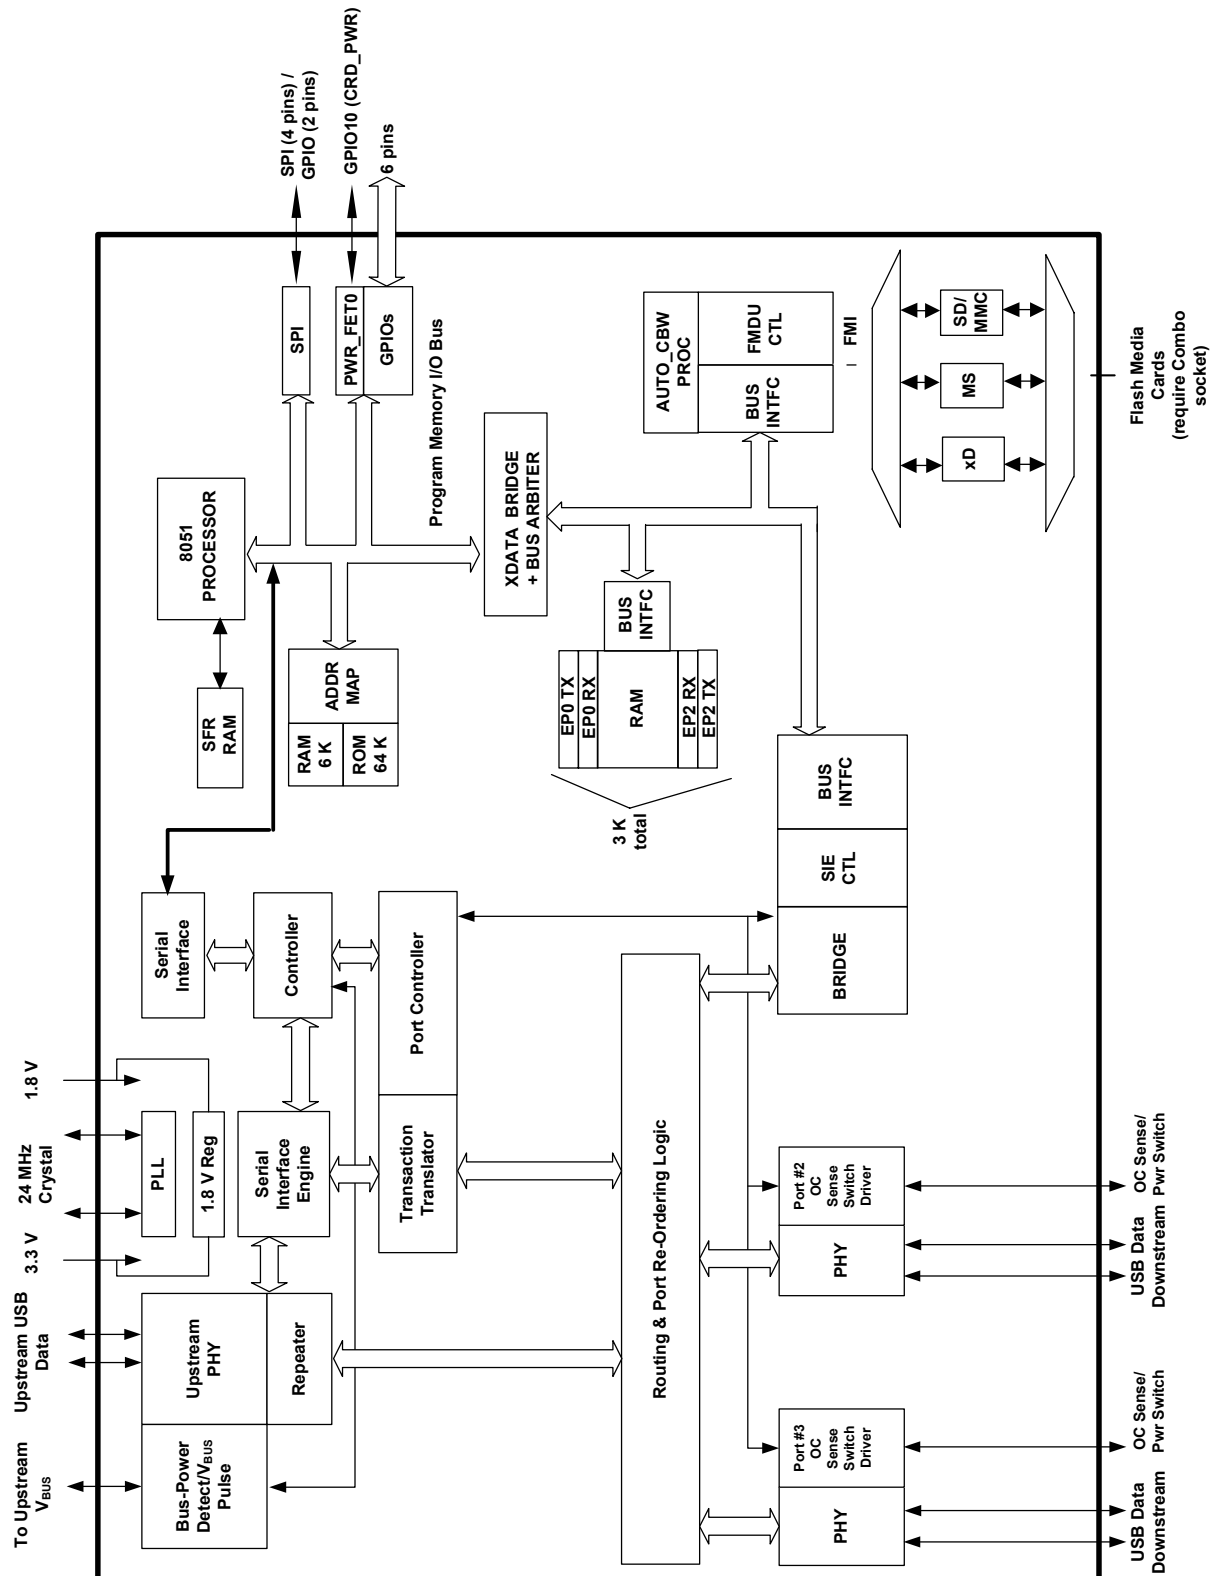 To Upstream
VBUS
Upstream USB
Data
3.3 V
24 MHz
Crystal
1.8 V
Bus-Power
Detect/VBUS
Pulse
Upstream
PHY
Repeater
PLL
1.8 V Reg
Serial
Interface
Engine
Serial
Interface
Controller
Transaction
Translator
Port Controller
SFR
RAM
8051
PROCESSOR
RAM
6 K
ROM
64 K
ADDR
MAP
SPI
PWR_FET0
GPIOs
SPI (4 pins) /
GPIO (2 pins)
GPIO10 (CRD_PWR)
6 pins
Program Memory I/O Bus
XDATA BRIDGE
+ BUS ARBITER
3 K
total
EP0 TX
EP0 RX
RAM
EP2 RX
EP2 TX
BUS
INTFC
AUTO_CBW
PROC
BUS
INTFC
FMDU
CTL
FMI
xD
MS
SD/
MMC
Flash Media
Cards
(require Combo
socket)
Routing & Port Re-Ordering Logic
BRIDGE
SIE
CTL
BUS
INTFC
PHY
Port #3
OC
Sense
Switch
Driver
PHY
Port #2
OC
Sense
Switch
Driver
USB Data
Downstream
OC Sense/
Pwr Switch
USB Data
Downstream
OC Sense/
Pwr Switch